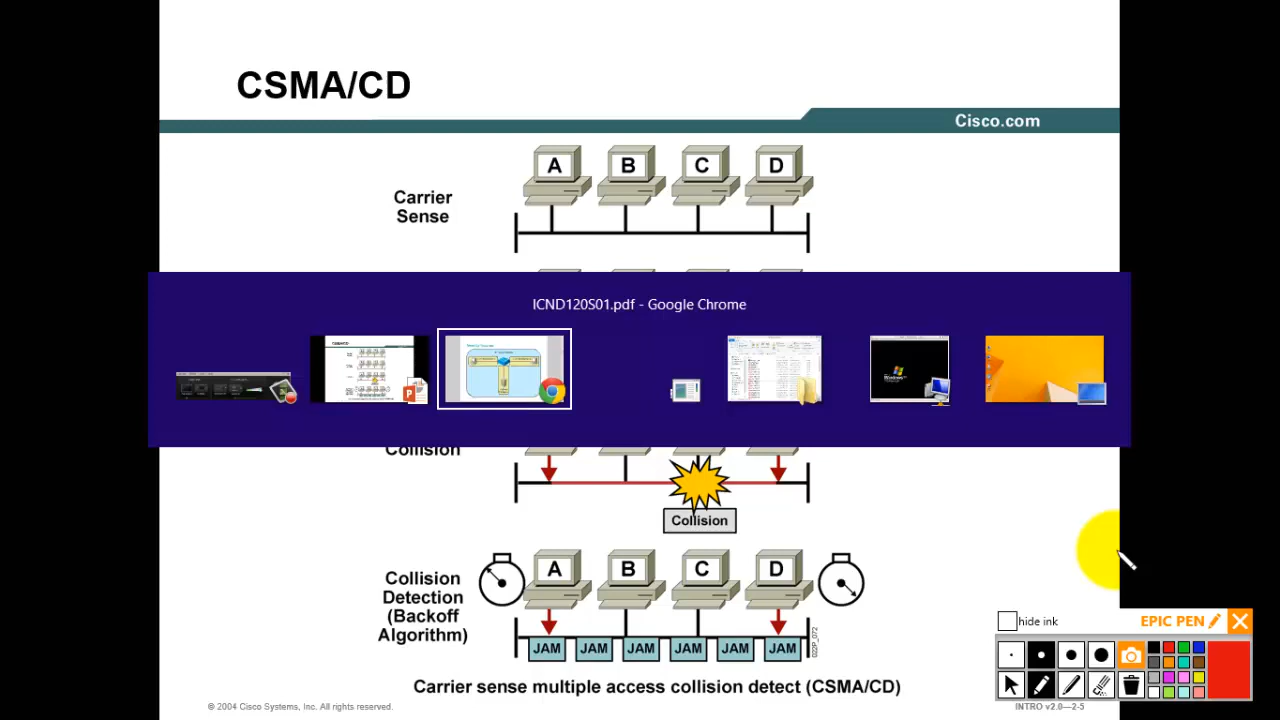 CSMA/CD
Cisco.com
A B C D
Carrier
Sense
ICND120S01.pdf - Google Chrome
Collision
Collision
A B C D
Collision
Detection
(Backoff
Algorithm)
JAM JAM JAM JAM JAM JAM
022P_072
Carrier sense multiple access collision detect (CSMA/CD)
© 2004 Cisco Systems, Inc. All rights reserved.
INTRO v2.0—2-5
hide ink
EPIC PEN